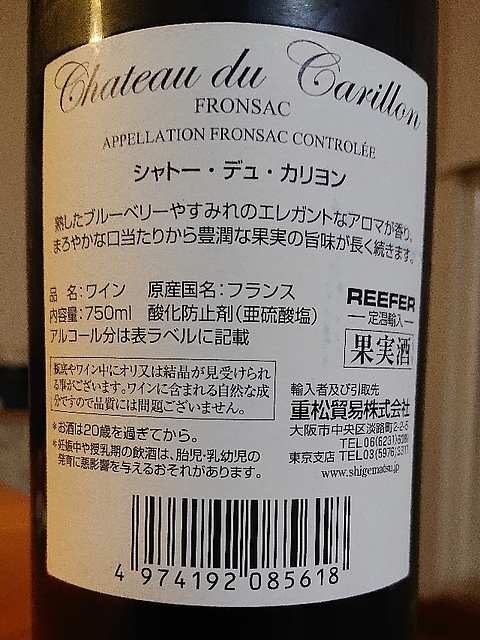 Chateau du Carillon
FRONSAC
APPELLATION FRONSAC CONTROLÉE
シャトー・デュ・カリヨン
熟したブルーベリーやすみれのエレガントなアロマが香り、
まろやかな口当たりから豊潤な果実の旨味が長く続きます。
品 名:ワイン 原産国名:フランス
内容量:750ml 酸化防止剤(亜硫酸塩)
アルコール分は表ラベルに記載
REEFER
定温輸入
果実酒
瓶底やワイン中にオリ又は結晶が見受けられ
る事がございます。ワインに含まれる自然な成
分ですので品質には問題ございません。
*お酒は20歳を過ぎてから。
*妊娠中や授乳期の飲酒は、胎児・乳幼児の
発育に悪影響を与えるおそれがあります。
輸入者及び引取先
重松貿易株式会社
大阪市中央区淡路町2-2-5
TEL06(6231)
東京支店 TEL03(5976)
www.shigematsu.jp
4 974192 085618